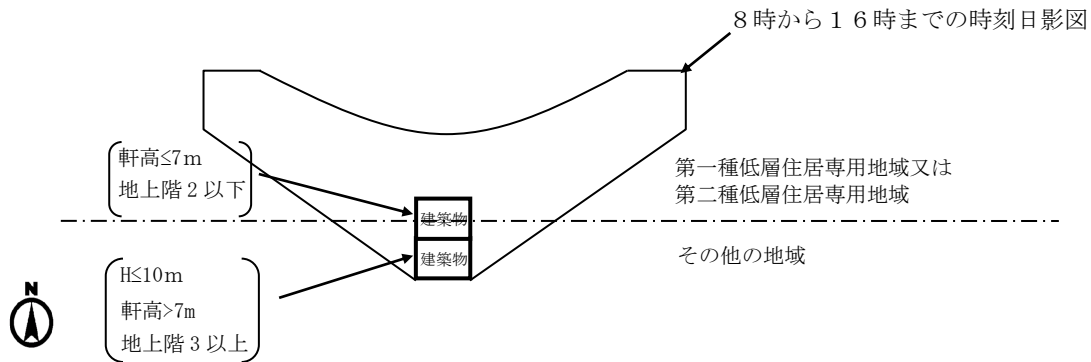 8時から16時までの時刻日影図
軒高≤7m
地上階2以下
第一種低層住居専用地域又は
第二種低層住居専用地域
建築物
その他の地域
建築物
H≤10m
軒高>7m
地上階3以上
N